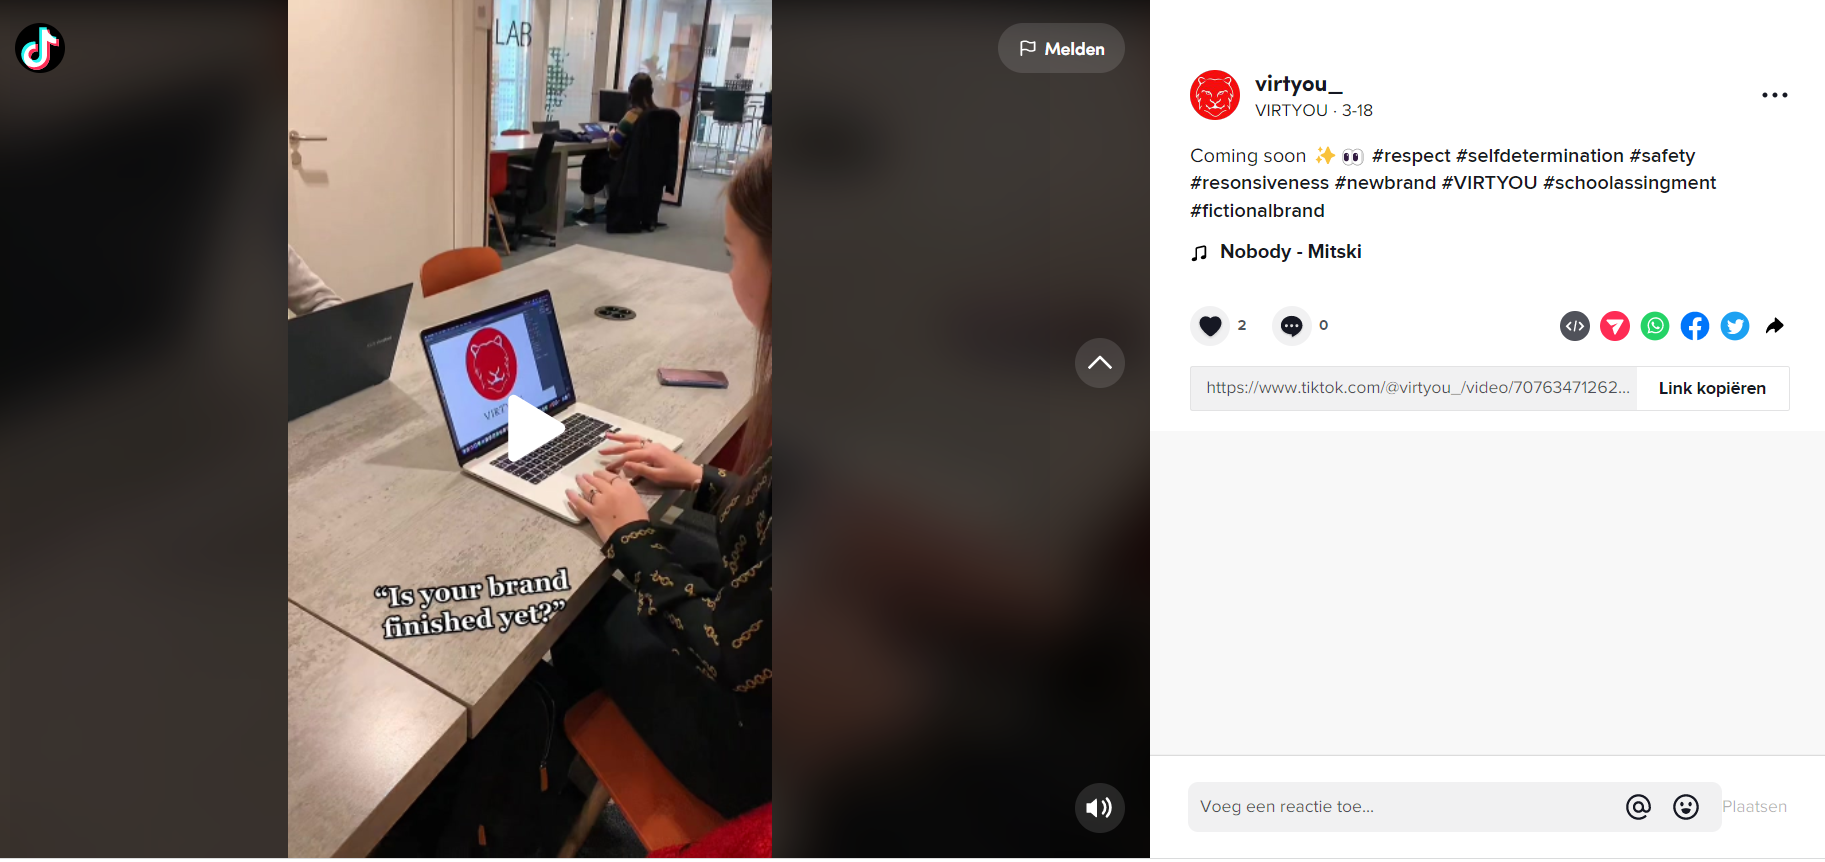 LAB
Melden
"Is your brand
finished yet?"
virtyou_
VIRTYOU · 3-18
Coming soon ✨ 👀 #respect #selfdetermination #safety
#resonsiveness #newbrand #VIRTYOU #schoolassingment
#fictionalbrand
Nobody - Mitski
2
0
https://www.tiktok.com/@virtyou_/video/70763471262...
Link kopiëren
Voeg een reactie toe...
Plaatsen